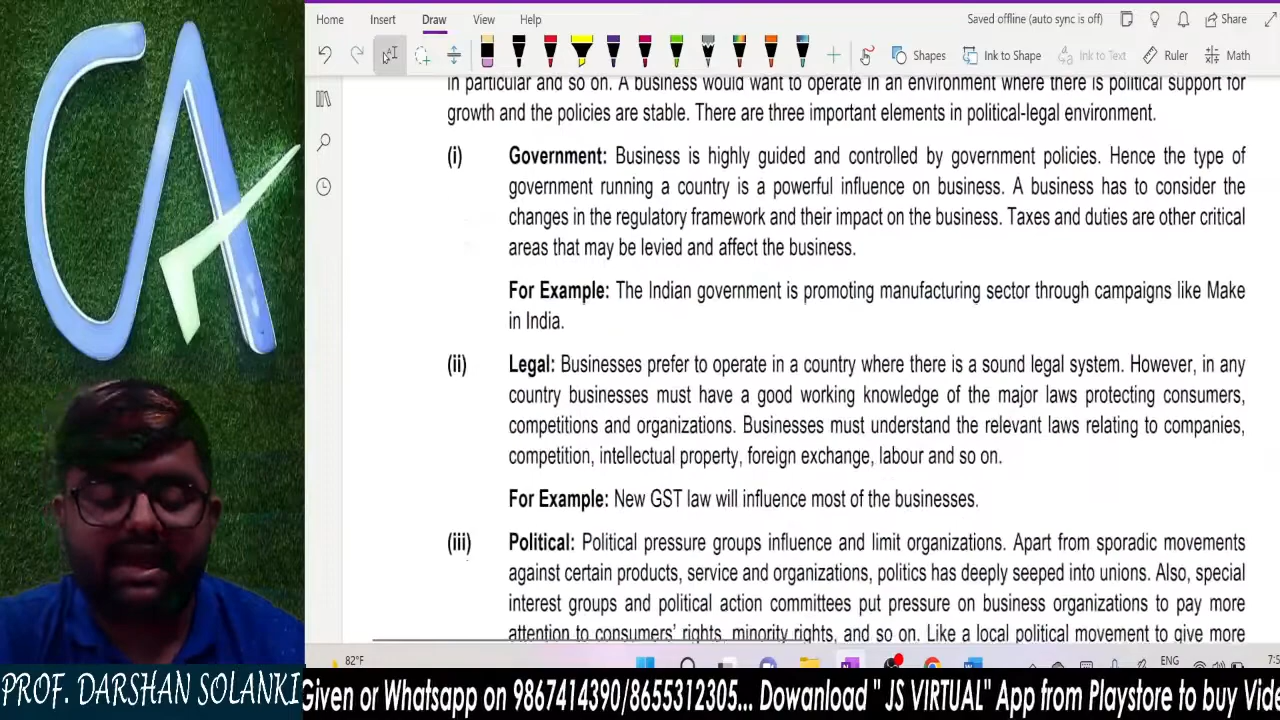 CA
Home Insert Draw View Help Saved offline (auto sync is off) Share
Shapes Ink to Shape Ink to Text Ruler Math
in particular and so on. A business would want to operate in an environment where there is political support for
growth and the policies are stable. There are three important elements in political-legal environment.
(i) Government: Business is highly guided and controlled by government policies. Hence the type of
government running a country is a powerful influence on business. A business has to consider the
changes in the regulatory framework and their impact on the business. Taxes and duties are other critical
areas that may be levied and affect the business.
For Example: The Indian government is promoting manufacturing sector through campaigns like Make
in India.
(ii) Legal: Businesses prefer to operate in a country where there is a sound legal system. However, in any
country businesses must have a good working knowledge of the major laws protecting consumers,
competitions and organizations. Businesses must understand the relevant laws relating to companies,
competition, intellectual property, foreign exchange, labour and so on.
For Example: New GST law will influence most of the businesses.
(iii) Political: Political pressure groups influence and limit organizations. Apart from sporadic movements
against certain products, service and organizations, politics has deeply seeped into unions. Also, special
interest groups and political action committees put pressure on business organizations to pay more
attention to consumers' rights, minority rights, and so on. Like a local political movement to give more
82°F ENG 7:5
PROF. DARSHAN SOLANKI
Given or Whatsapp on 9867414390/8655312305... Dowanload " JS VIRTUAL" App from Playstore to buy Vide